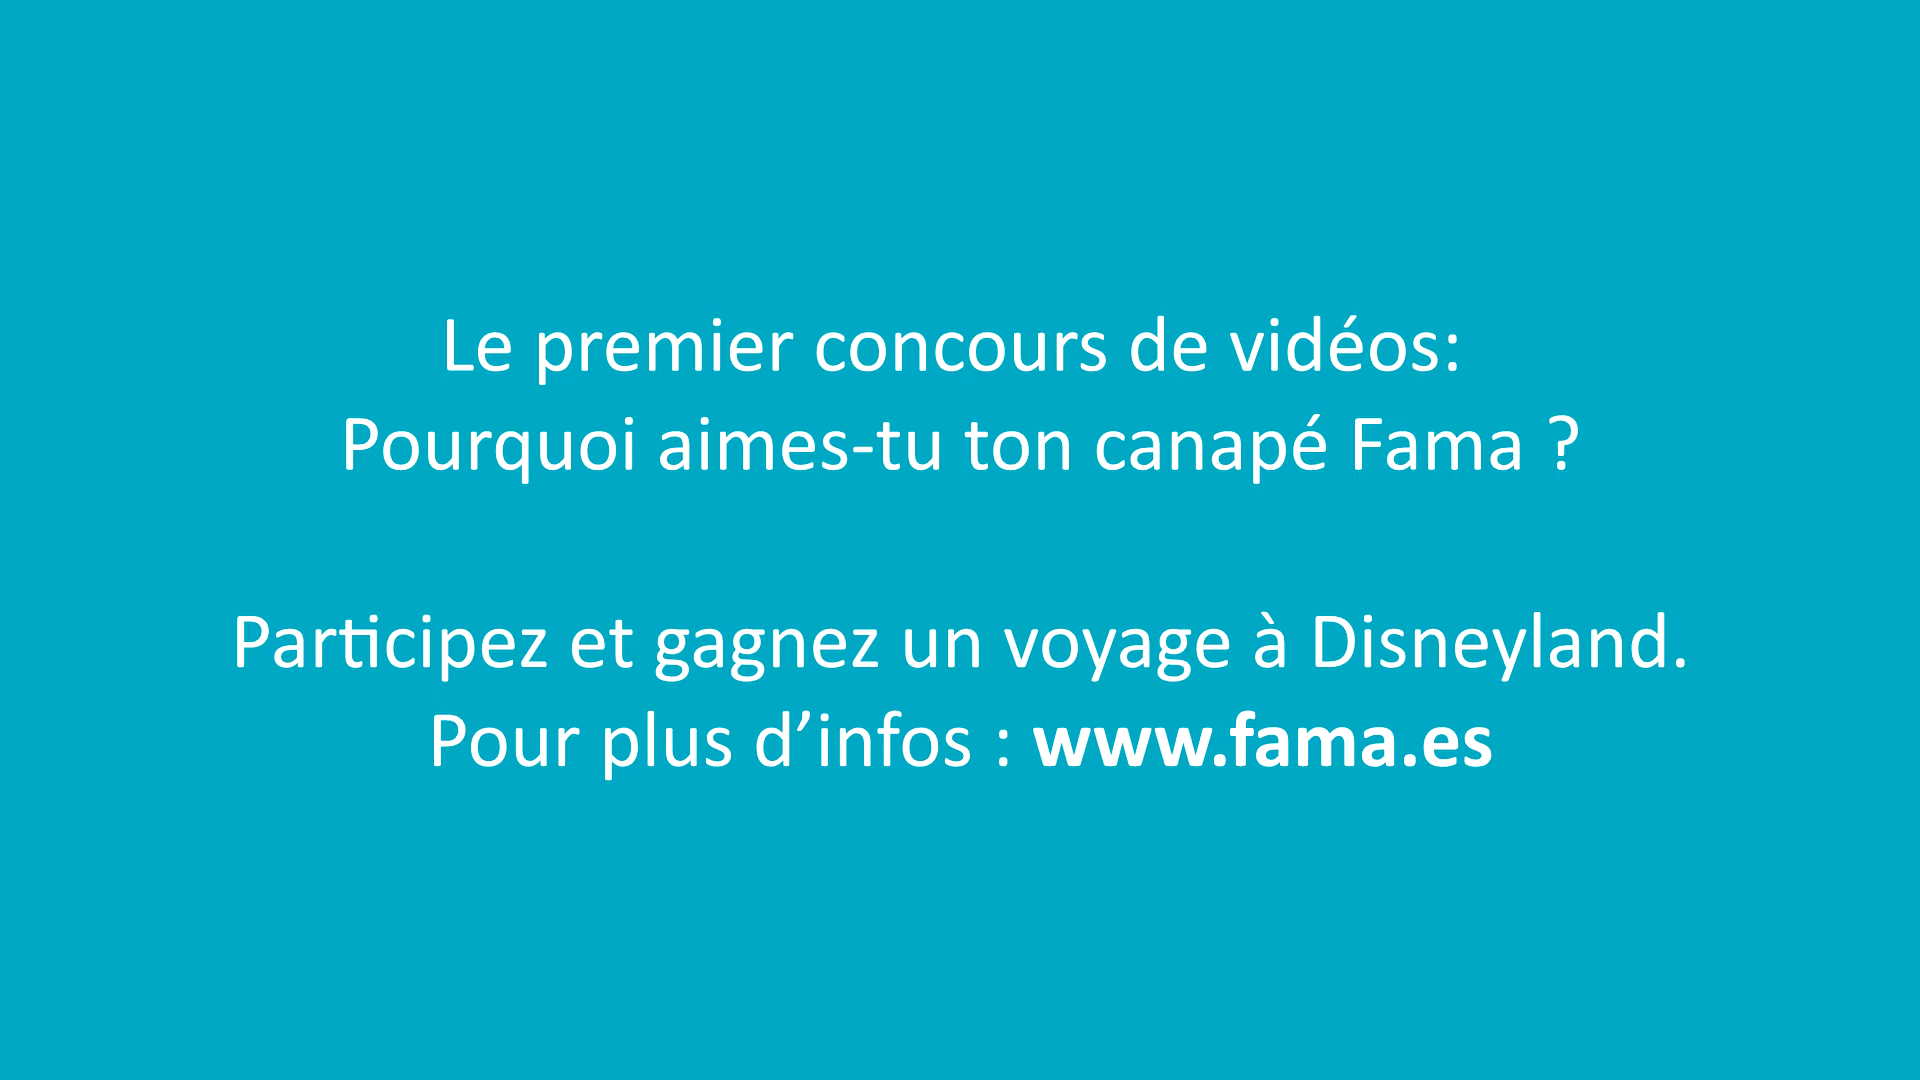 Le premier concours de vidéos:
Pourquoi aimes-tu ton canapé Fama ?
Participez et gagnez un voyage à Disneyland.
Pour plus d’infos : www.fama.es